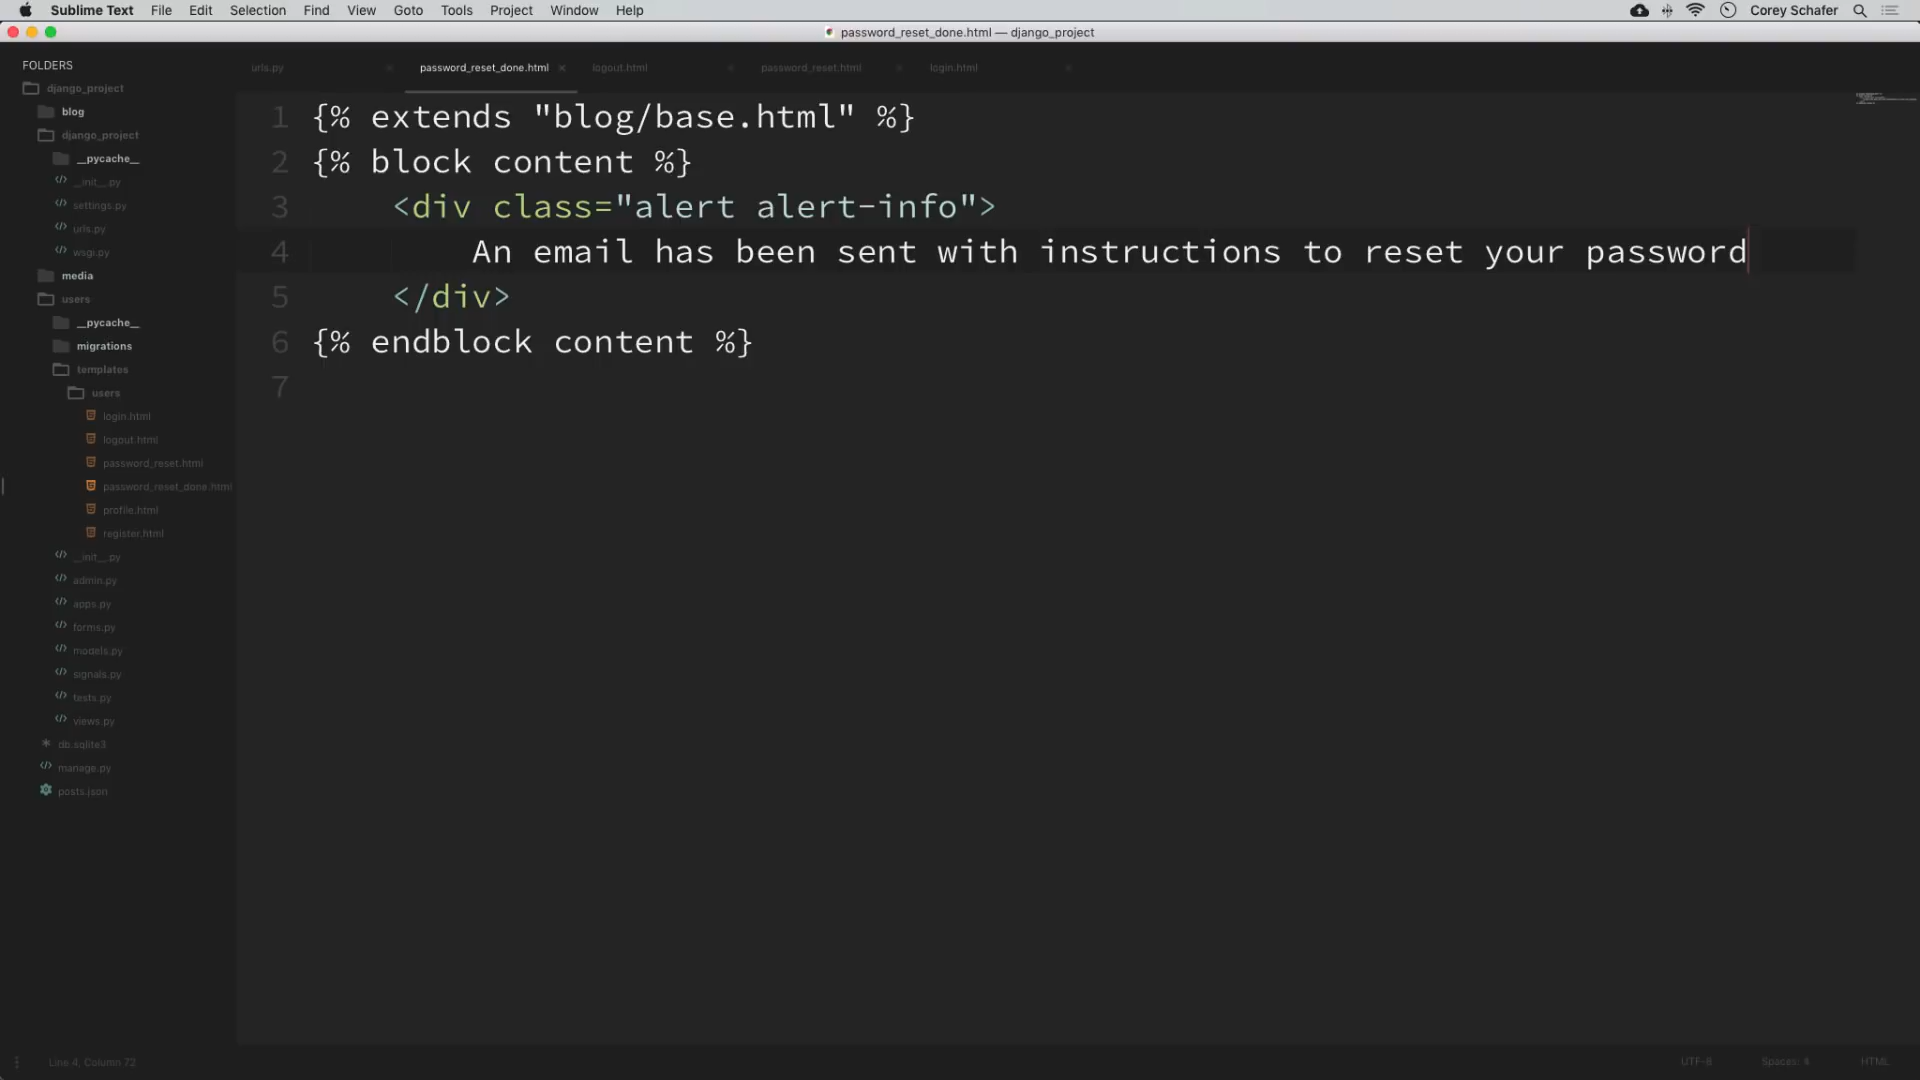 Sublime Text File Edit Selection Find View Goto Tools Project Window Help Corey Schafer
password_reset_done.html — django_project
FOLDERS
django_project
blog
django_project
__pycache__
__init__.py
settings.py
urls.py
wsgi.py
media
users
__pycache__
migrations
templates
users
login.html
logout.html
password_reset.html
password_reset_done.html
profile.html
register.html
__init__.py
admin.py
apps.py
forms.py
models.py
signals.py
tests.py
views.py
db.sqlite3
manage.py
posts.json
urls.py password_reset_done.html logout.html password_reset.html login.html
1 {% extends "blog/base.html" %}
2 {% block content %}
3 <div class="alert alert-info">
4 An email has been sent with instructions to reset your password
5 </div>
6 {% endblock content %}
7
Line 4, Column 72 UTF-8 Spaces: 4 HTML